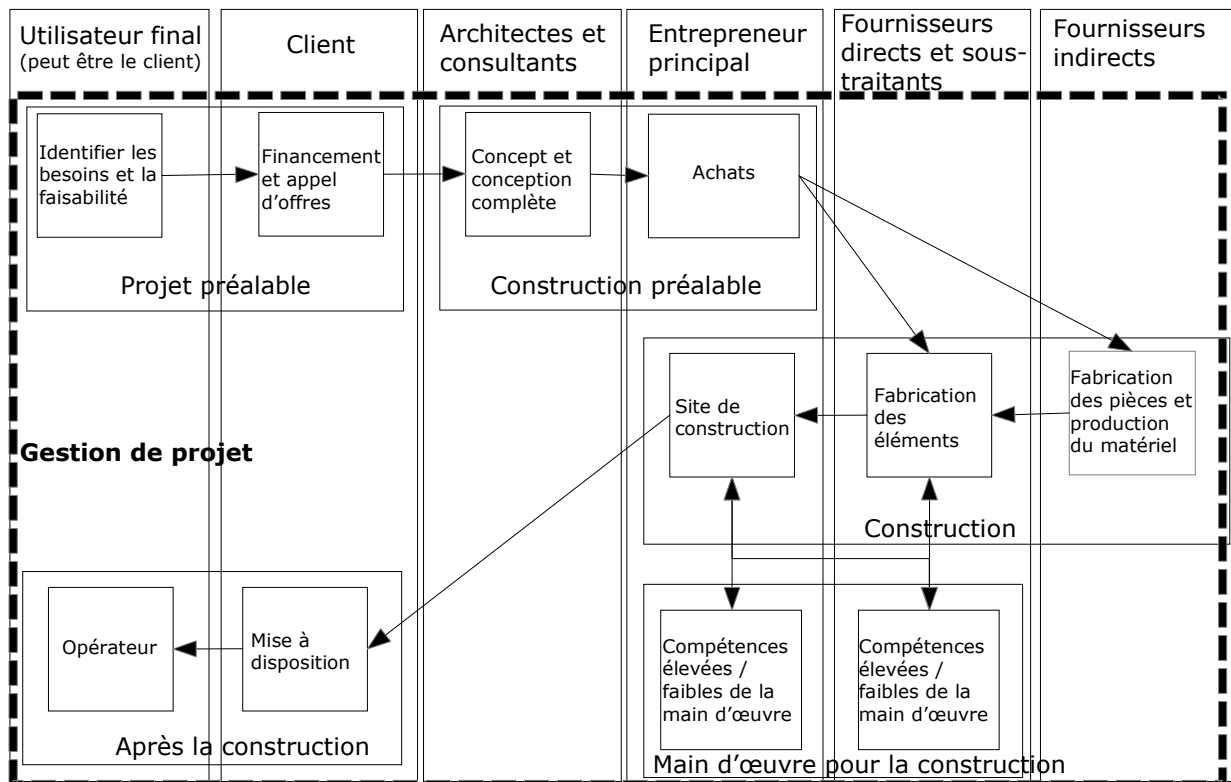 Utilisateur final
(peut être le client)
Client
Architectes et
consultants
Entrepreneur
principal
Fournisseurs
directs et sous-
traitants
Fournisseurs
indirects
Identifier les
besoins et la
faisabilité
Financement
et appel
d’offres
Concept et
conception
complète
Achats
Projet préalable
Construction préalable
Site de
construction
Fabrication
des
éléments
Fabrication
des pièces et
production
du matériel
Gestion de projet
Construction
Opérateur
Mise à
disposition
Compétences
élevées /
faibles de la
main d’œuvre
Compétences
élevées /
faibles de la
main d’œuvre
Après la construction
Main d’œuvre pour la construction